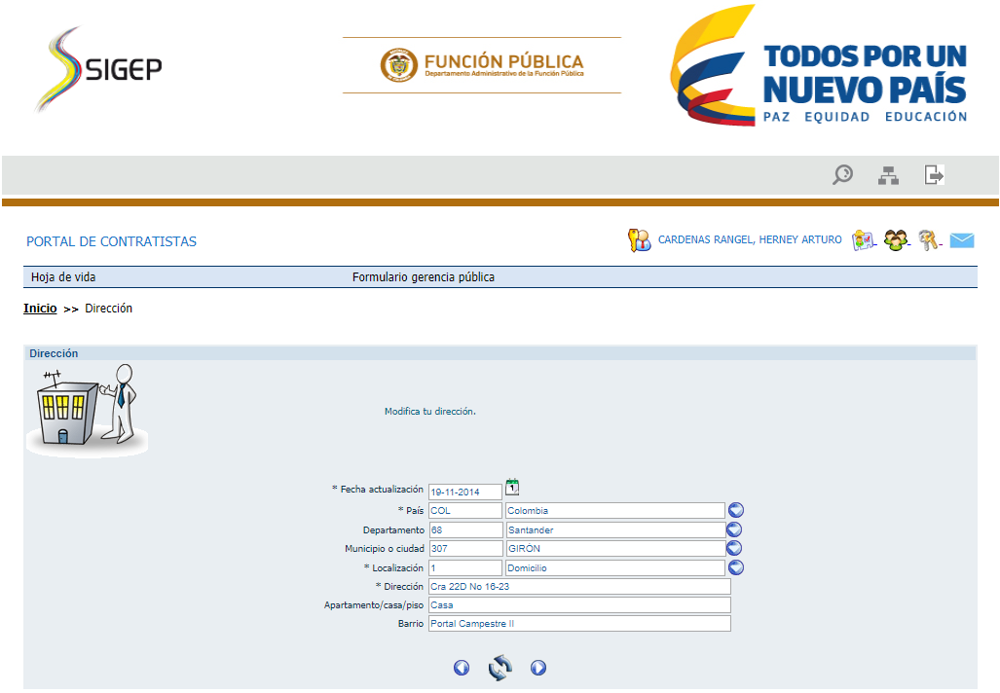 SIGEP
FUNCIÓN PÚBLICA
Departamento Administrativo de la Función Pública
TODOS POR UN
NUEVO PAÍS
PAZ EQUIDAD EDUCACIÓN
PORTAL DE CONTRATISTAS
CARDENAS RANGEL, HERNEY ARTURO
Hoja de vida
Formulario gerencia pública
Inicio >> Dirección
Dirección
Modifica tu dirección.
* Fecha actualización 19-11-2014
* País COL Colombia
Departamento 68 Santander
Municipio o ciudad 307 GIRÓN
* Localización 1 Domicilio
* Dirección Cra 22D No 16-23
Apartamento/casa/piso Casa
Barrio Portal Campestre II